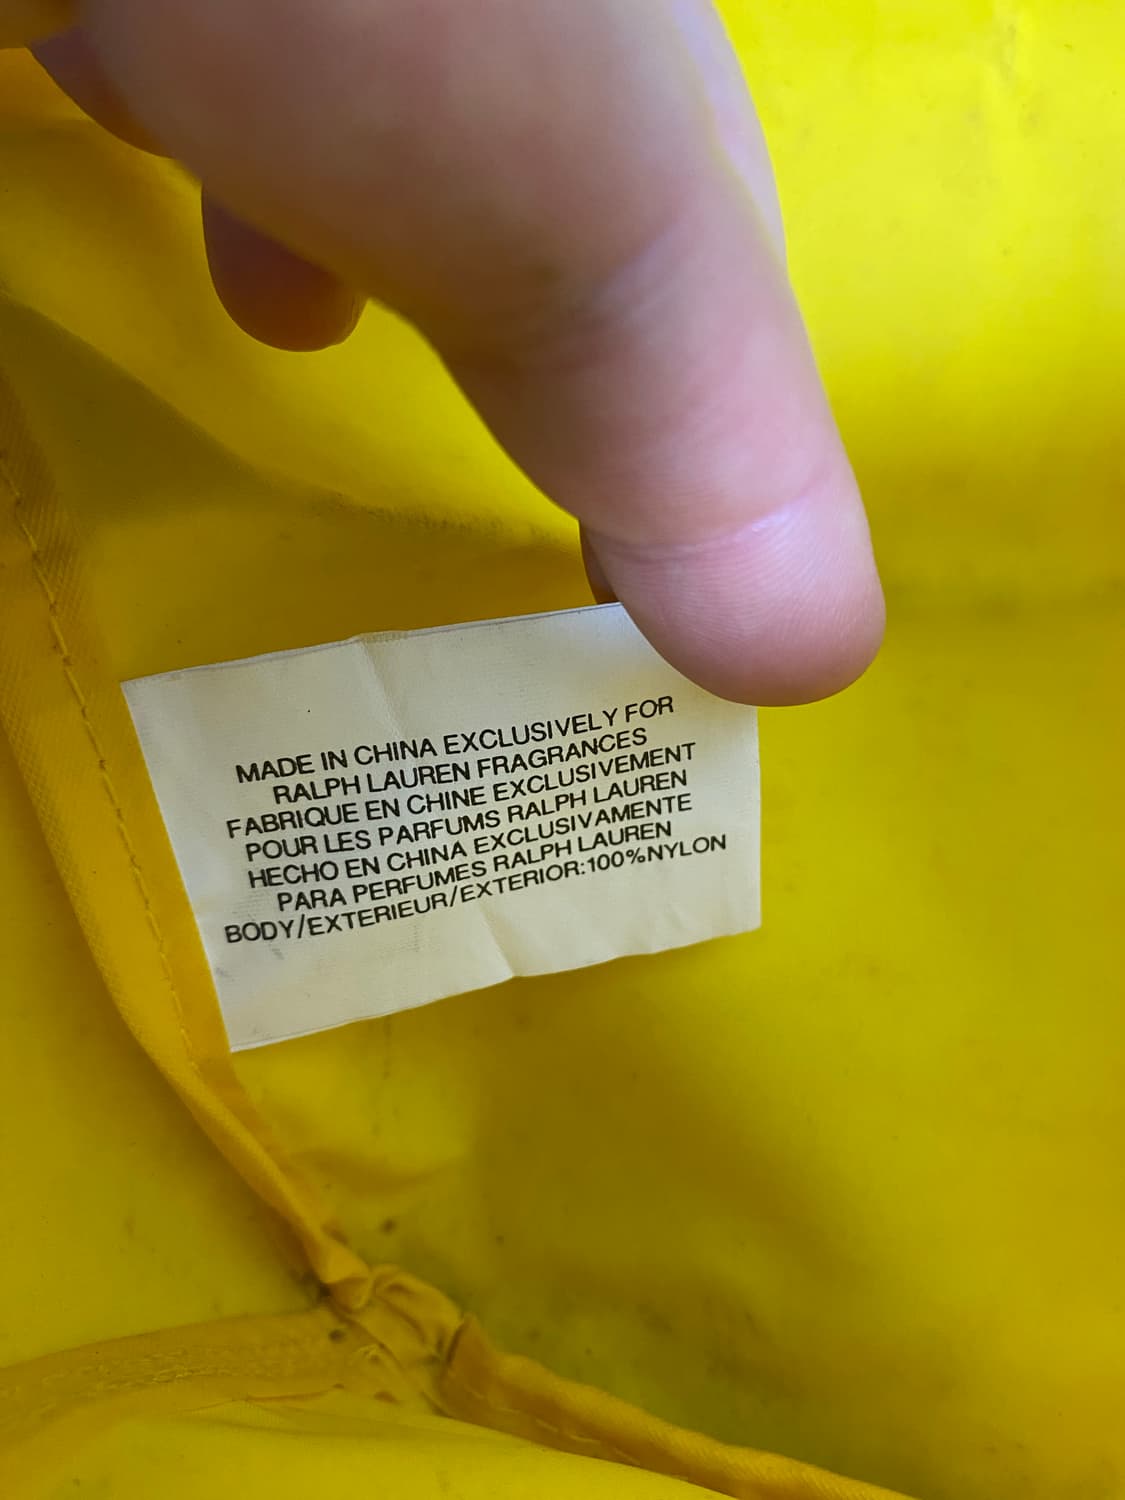 MADE IN CHINA EXCLUSIVELY FOR
RALPH LAUREN FRAGRANCES
FABRIQUE EN CHINE EXCLUSIVEMENT
POUR LES PARFUMS RALPH LAUREN
HECHO EN CHINA EXCLUSIVAMENTE
PARA PERFUMES RALPH LAUREN
BODY/EXTERIEUR/EXTERIOR:100%NYLON